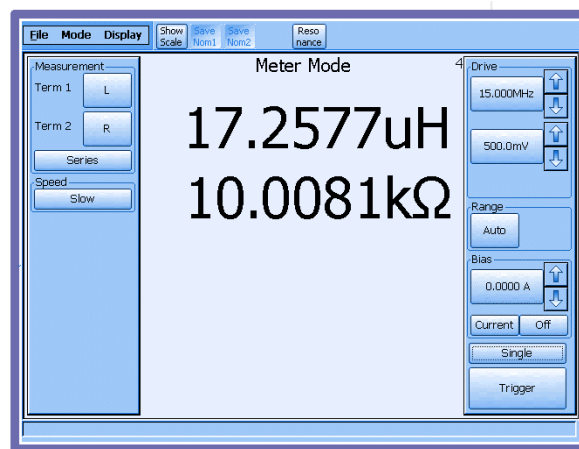 File Mode Display Show Scale Save Nom1 Save Nom2 Reso nance
Measurement
Term 1 L
Term 2 R
Series
Speed
Slow
Meter Mode
4
17.2577uH
10.0081kΩ
Drive
15.000MHz
500.0mV
Range
Auto
Bias
0.0000 A
Current Off
Single
Trigger